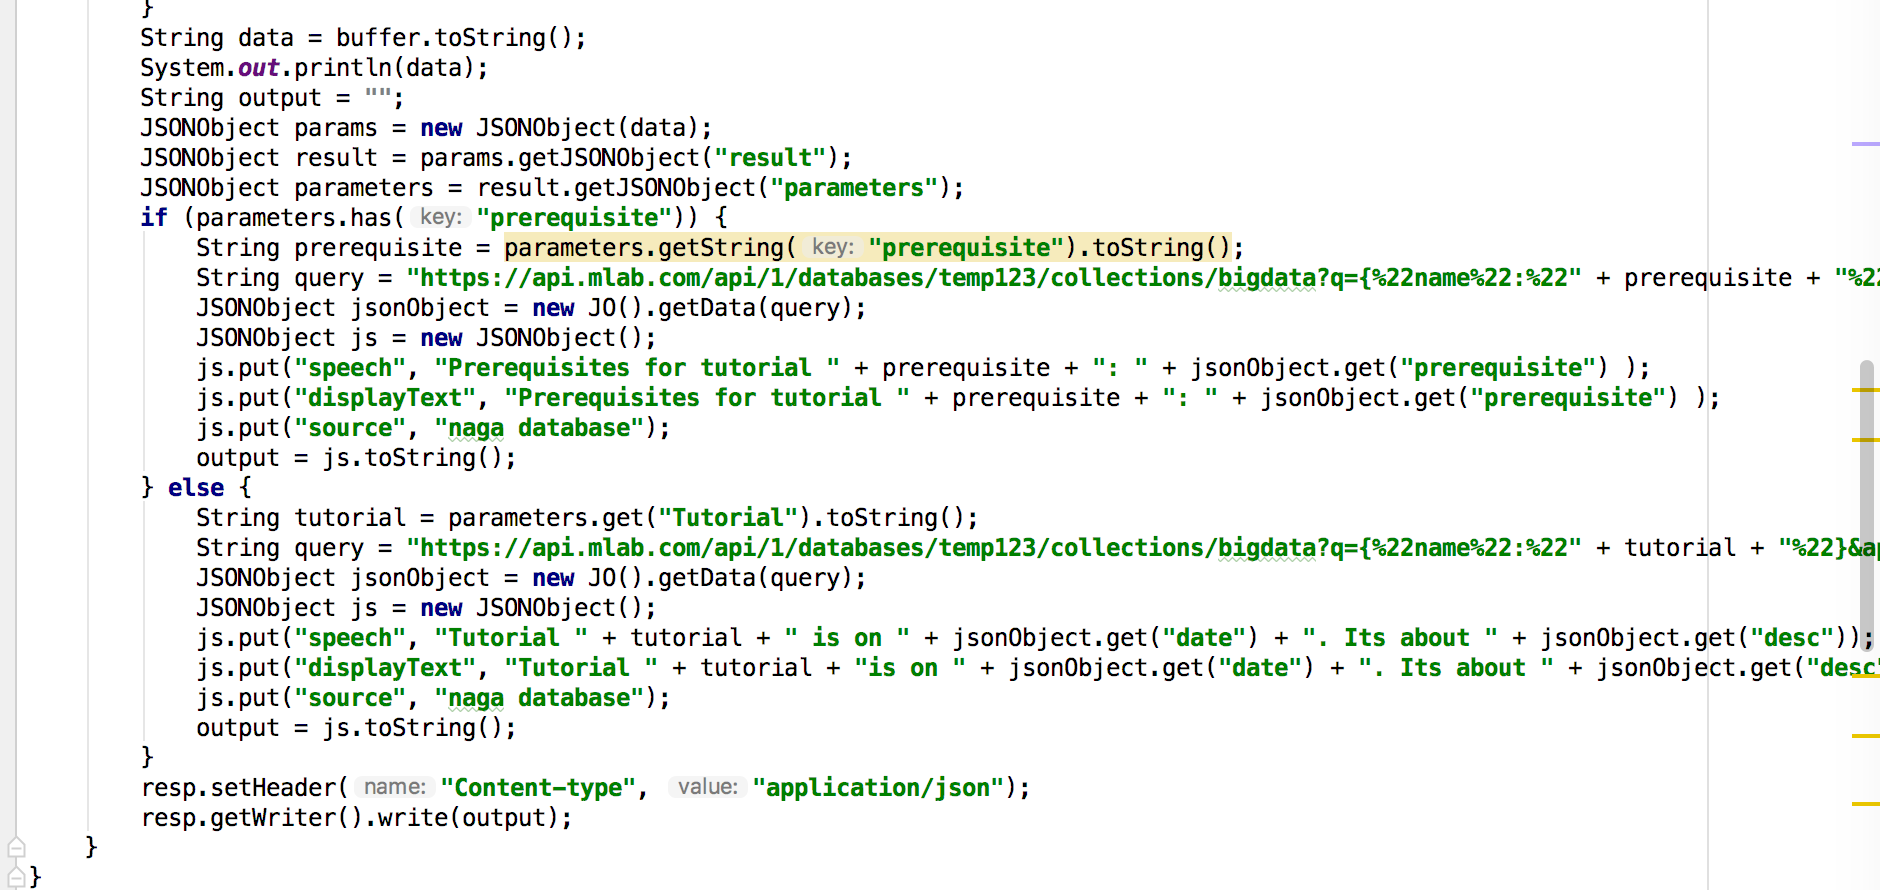 }
String data = buffer.toString();
System.out.println(data);
String output = "";
JSONObject params = new JSONObject(data);
JSONObject result = params.getJSONObject("result");
JSONObject parameters = result.getJSONObject("parameters");
if (parameters.has( key: "prerequisite")) {
String prerequisite = parameters.getString( key: "prerequisite").toString();
String query = "https://api.mlab.com/api/1/databases/temp123/collections/bigdata?q={%22name%22:%22" + prerequisite + "%22
JSONObject jsonObject = new JO().getData(query);
JSONObject js = new JSONObject();
js.put("speech", "Prerequisites for tutorial " + prerequisite + ": " + jsonObject.get("prerequisite") );
js.put("displayText", "Prerequisites for tutorial " + prerequisite + ": " + jsonObject.get("prerequisite") );
js.put("source", "naga database");
output = js.toString();
} else {
String tutorial = parameters.get("Tutorial").toString();
String query = "https://api.mlab.com/api/1/databases/temp123/collections/bigdata?q={%22name%22:%22" + tutorial + "%22}&ap
JSONObject jsonObject = new JO().getData(query);
JSONObject js = new JSONObject();
js.put("speech", "Tutorial " + tutorial + " is on " + jsonObject.get("date") + ". Its about " + jsonObject.get("desc"));
js.put("displayText", "Tutorial " + tutorial + "is on " + jsonObject.get("date") + ". Its about " + jsonObject.get("desc"
js.put("source", "naga database");
output = js.toString();
}
resp.setHeader( name: "Content-type", value: "application/json");
resp.getWriter().write(output);
}
}